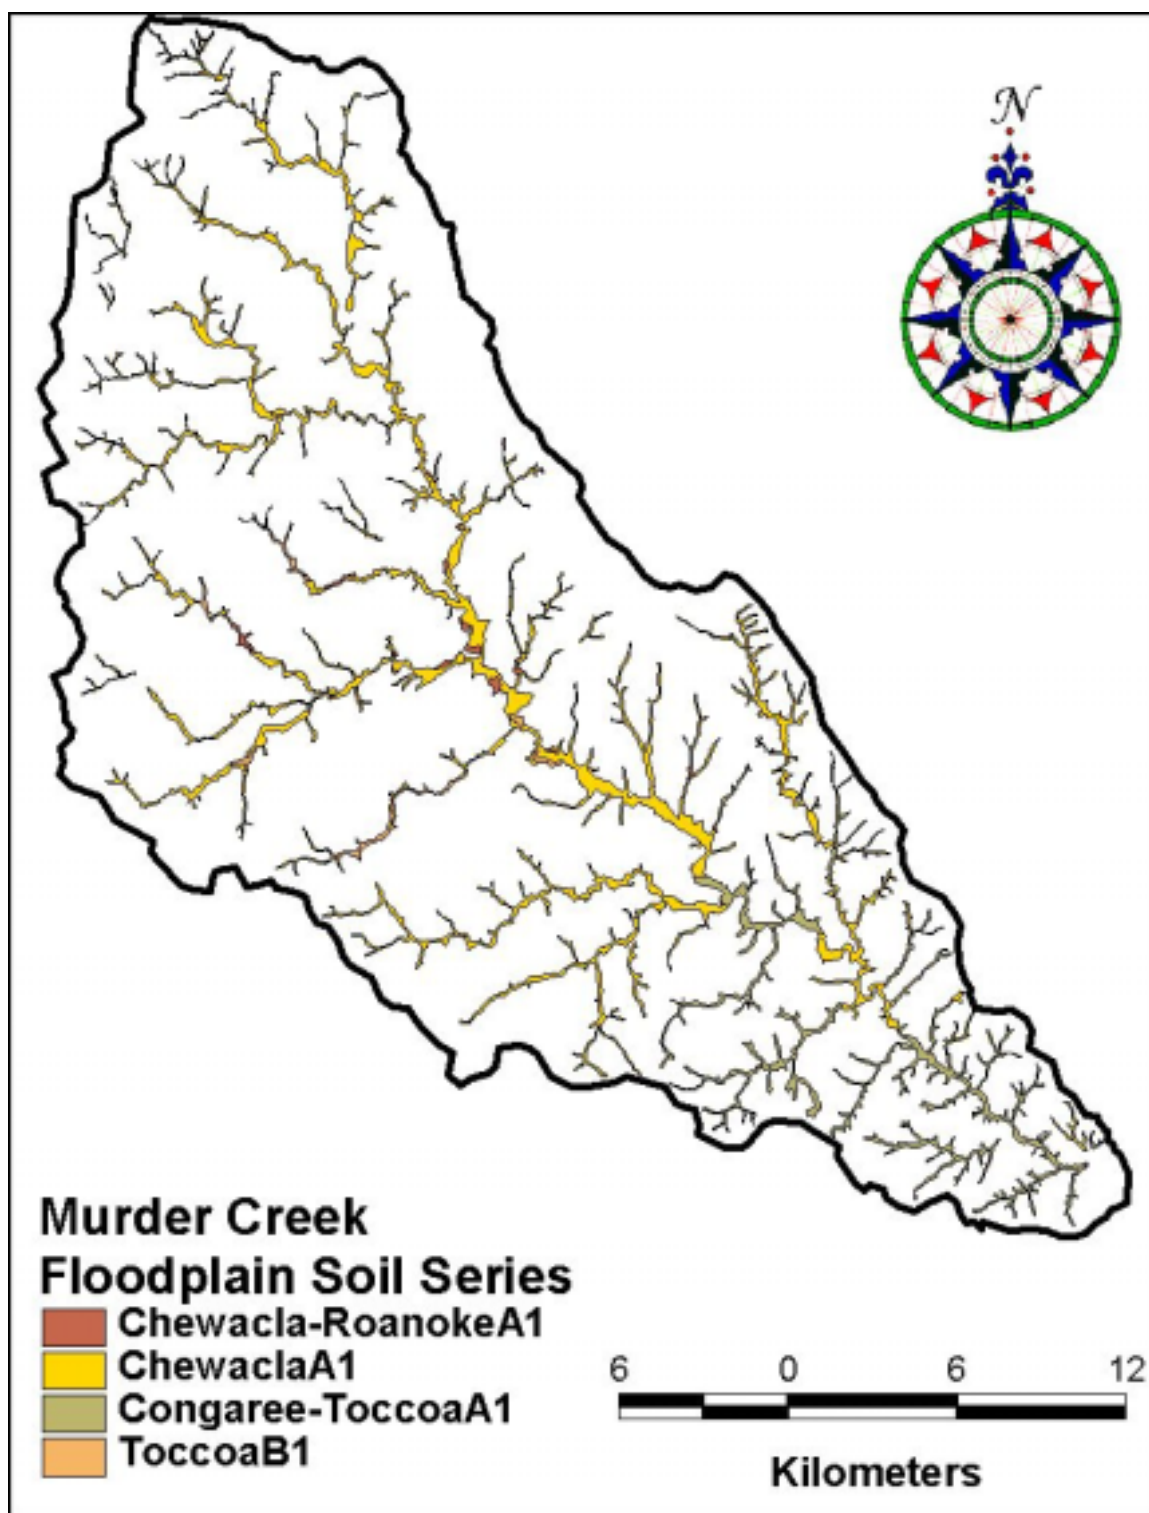 N
Murder Creek
Floodplain Soil Series
Chewacla-RoanokeA1
ChewaclaA1
Congaree-ToccoaA1
ToccoaB1
6 0 6 12
Kilometers